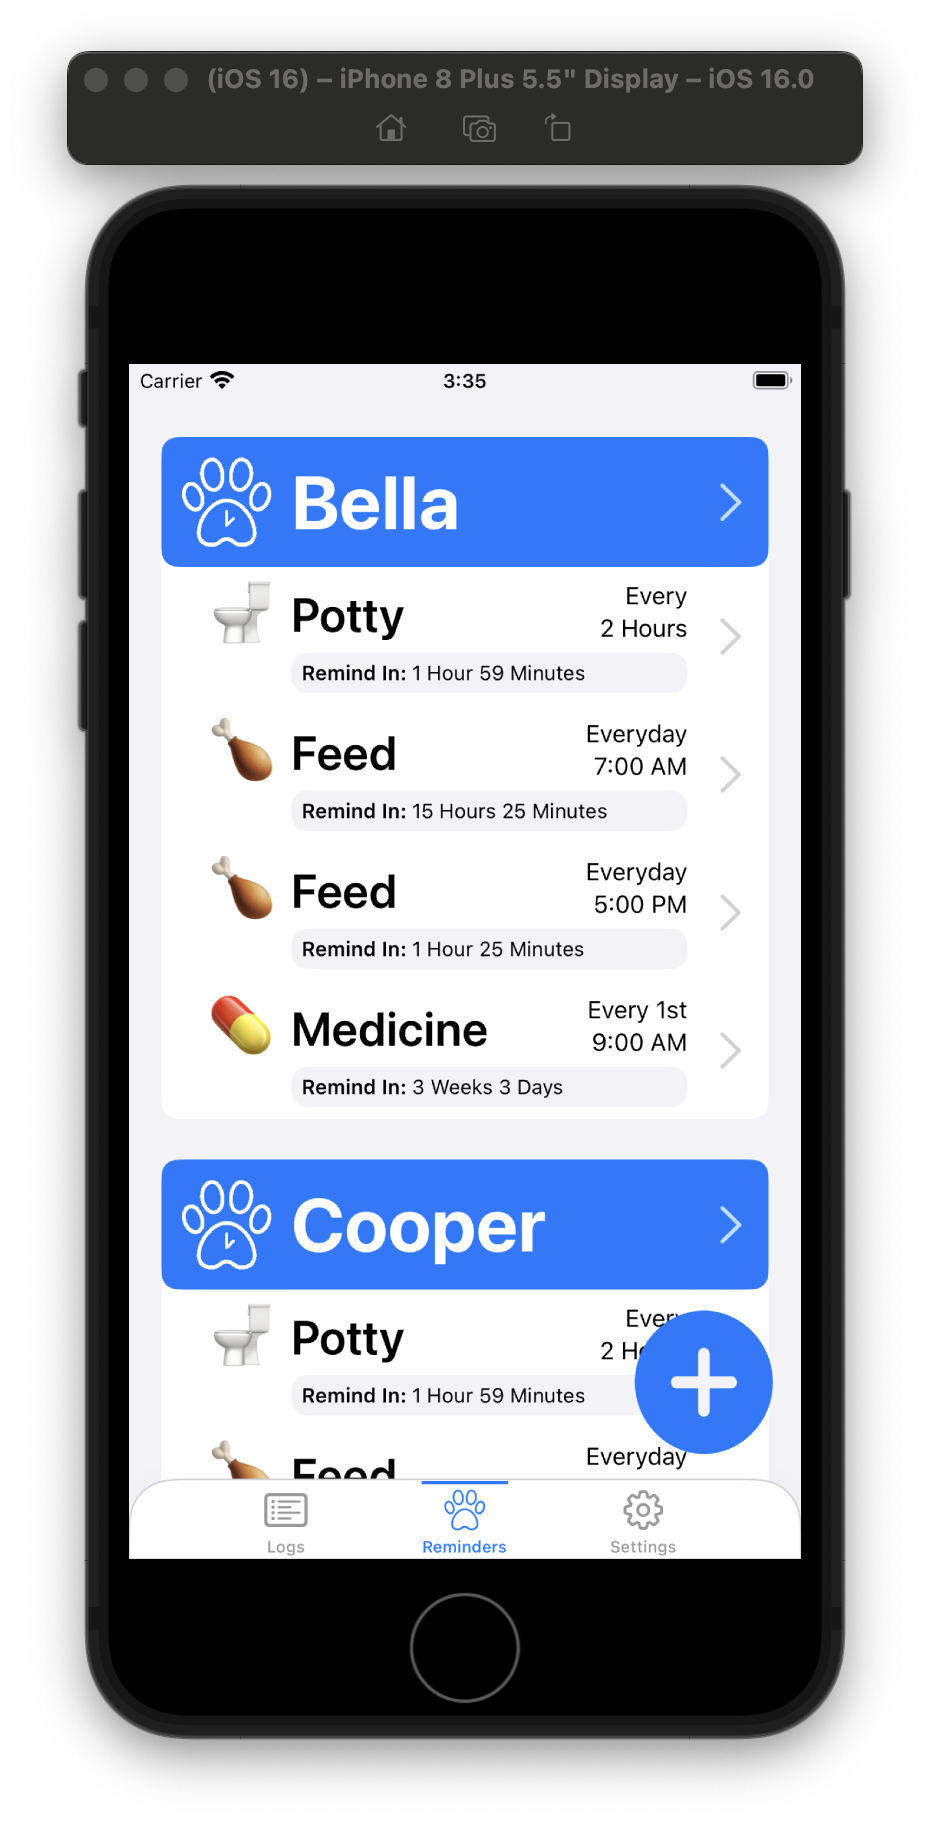 (iOS 16) – iPhone 8 Plus 5.5" Display – iOS 16.0
Carrier 3:35
Bella
Potty
Every
2 Hours
Remind In: 1 Hour 59 Minutes
Feed
Everyday
7:00 AM
Remind In: 15 Hours 25 Minutes
Feed
Everyday
5:00 PM
Remind In: 1 Hour 25 Minutes
Medicine
Every 1st
9:00 AM
Remind In: 3 Weeks 3 Days
Cooper
Potty
Every
2 Ho
Remind In: 1 Hour 59 Minutes
Feed
Everyday
Logs
Reminders
Settings